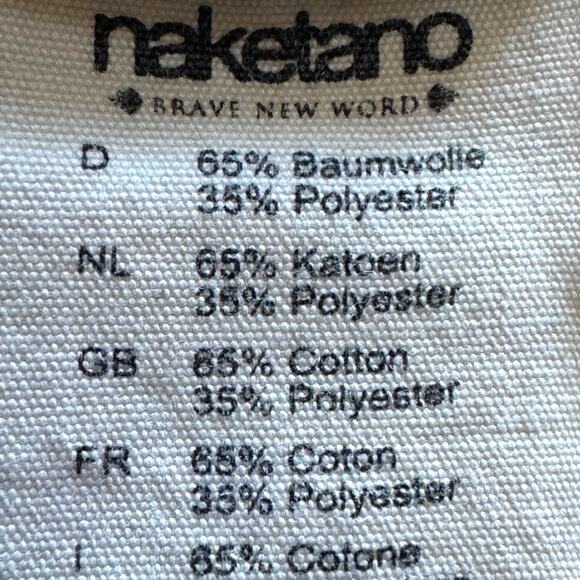 naketano
BRAVE NEW WORD
D 65% Baumwolle
35% Polyester
NL 65% Katoen
35% Polyester
GB 65% Cotton
35% Polyester
FR 65% Coton
35% Polyester
I 65% Cotone